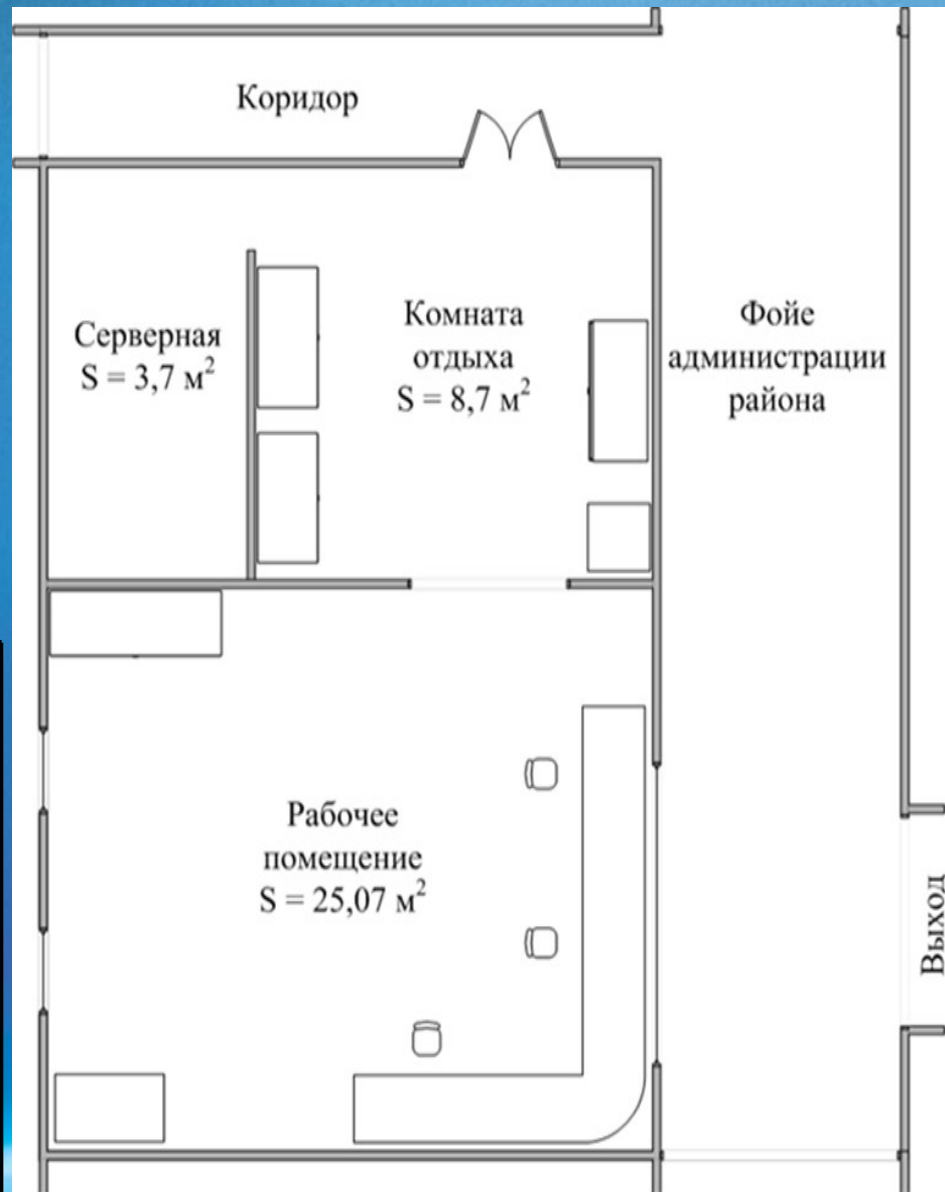 Коридор
Серверная
S = 3,7 м²
Комната
отдыха
S = 8,7 м²
Фойе
администрации
района
Рабочее
помещение
S = 25,07 м²
Выход